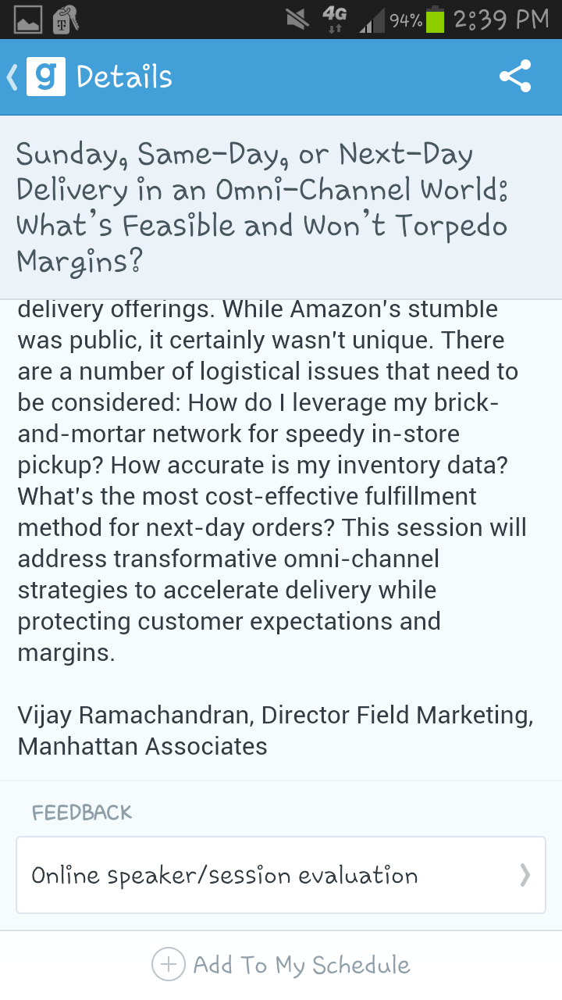 4G 94% 2:39 PM
g Details
Sunday, Same-Day, or Next-Day
Delivery in an Omni-Channel World:
What's Feasible and Won't Torpedo
Margins?
delivery offerings. While Amazon's stumble
was public, it certainly wasn't unique. There
are a number of logistical issues that need to
be considered: How do I leverage my brick-
and-mortar network for speedy in-store
pickup? How accurate is my inventory data?
What's the most cost-effective fulfillment
method for next-day orders? This session will
address transformative omni-channel
strategies to accelerate delivery while
protecting customer expectations and
margins.
Vijay Ramachandran, Director Field Marketing,
Manhattan Associates
FEEDBACK
Online speaker/session evaluation
Add To My Schedule